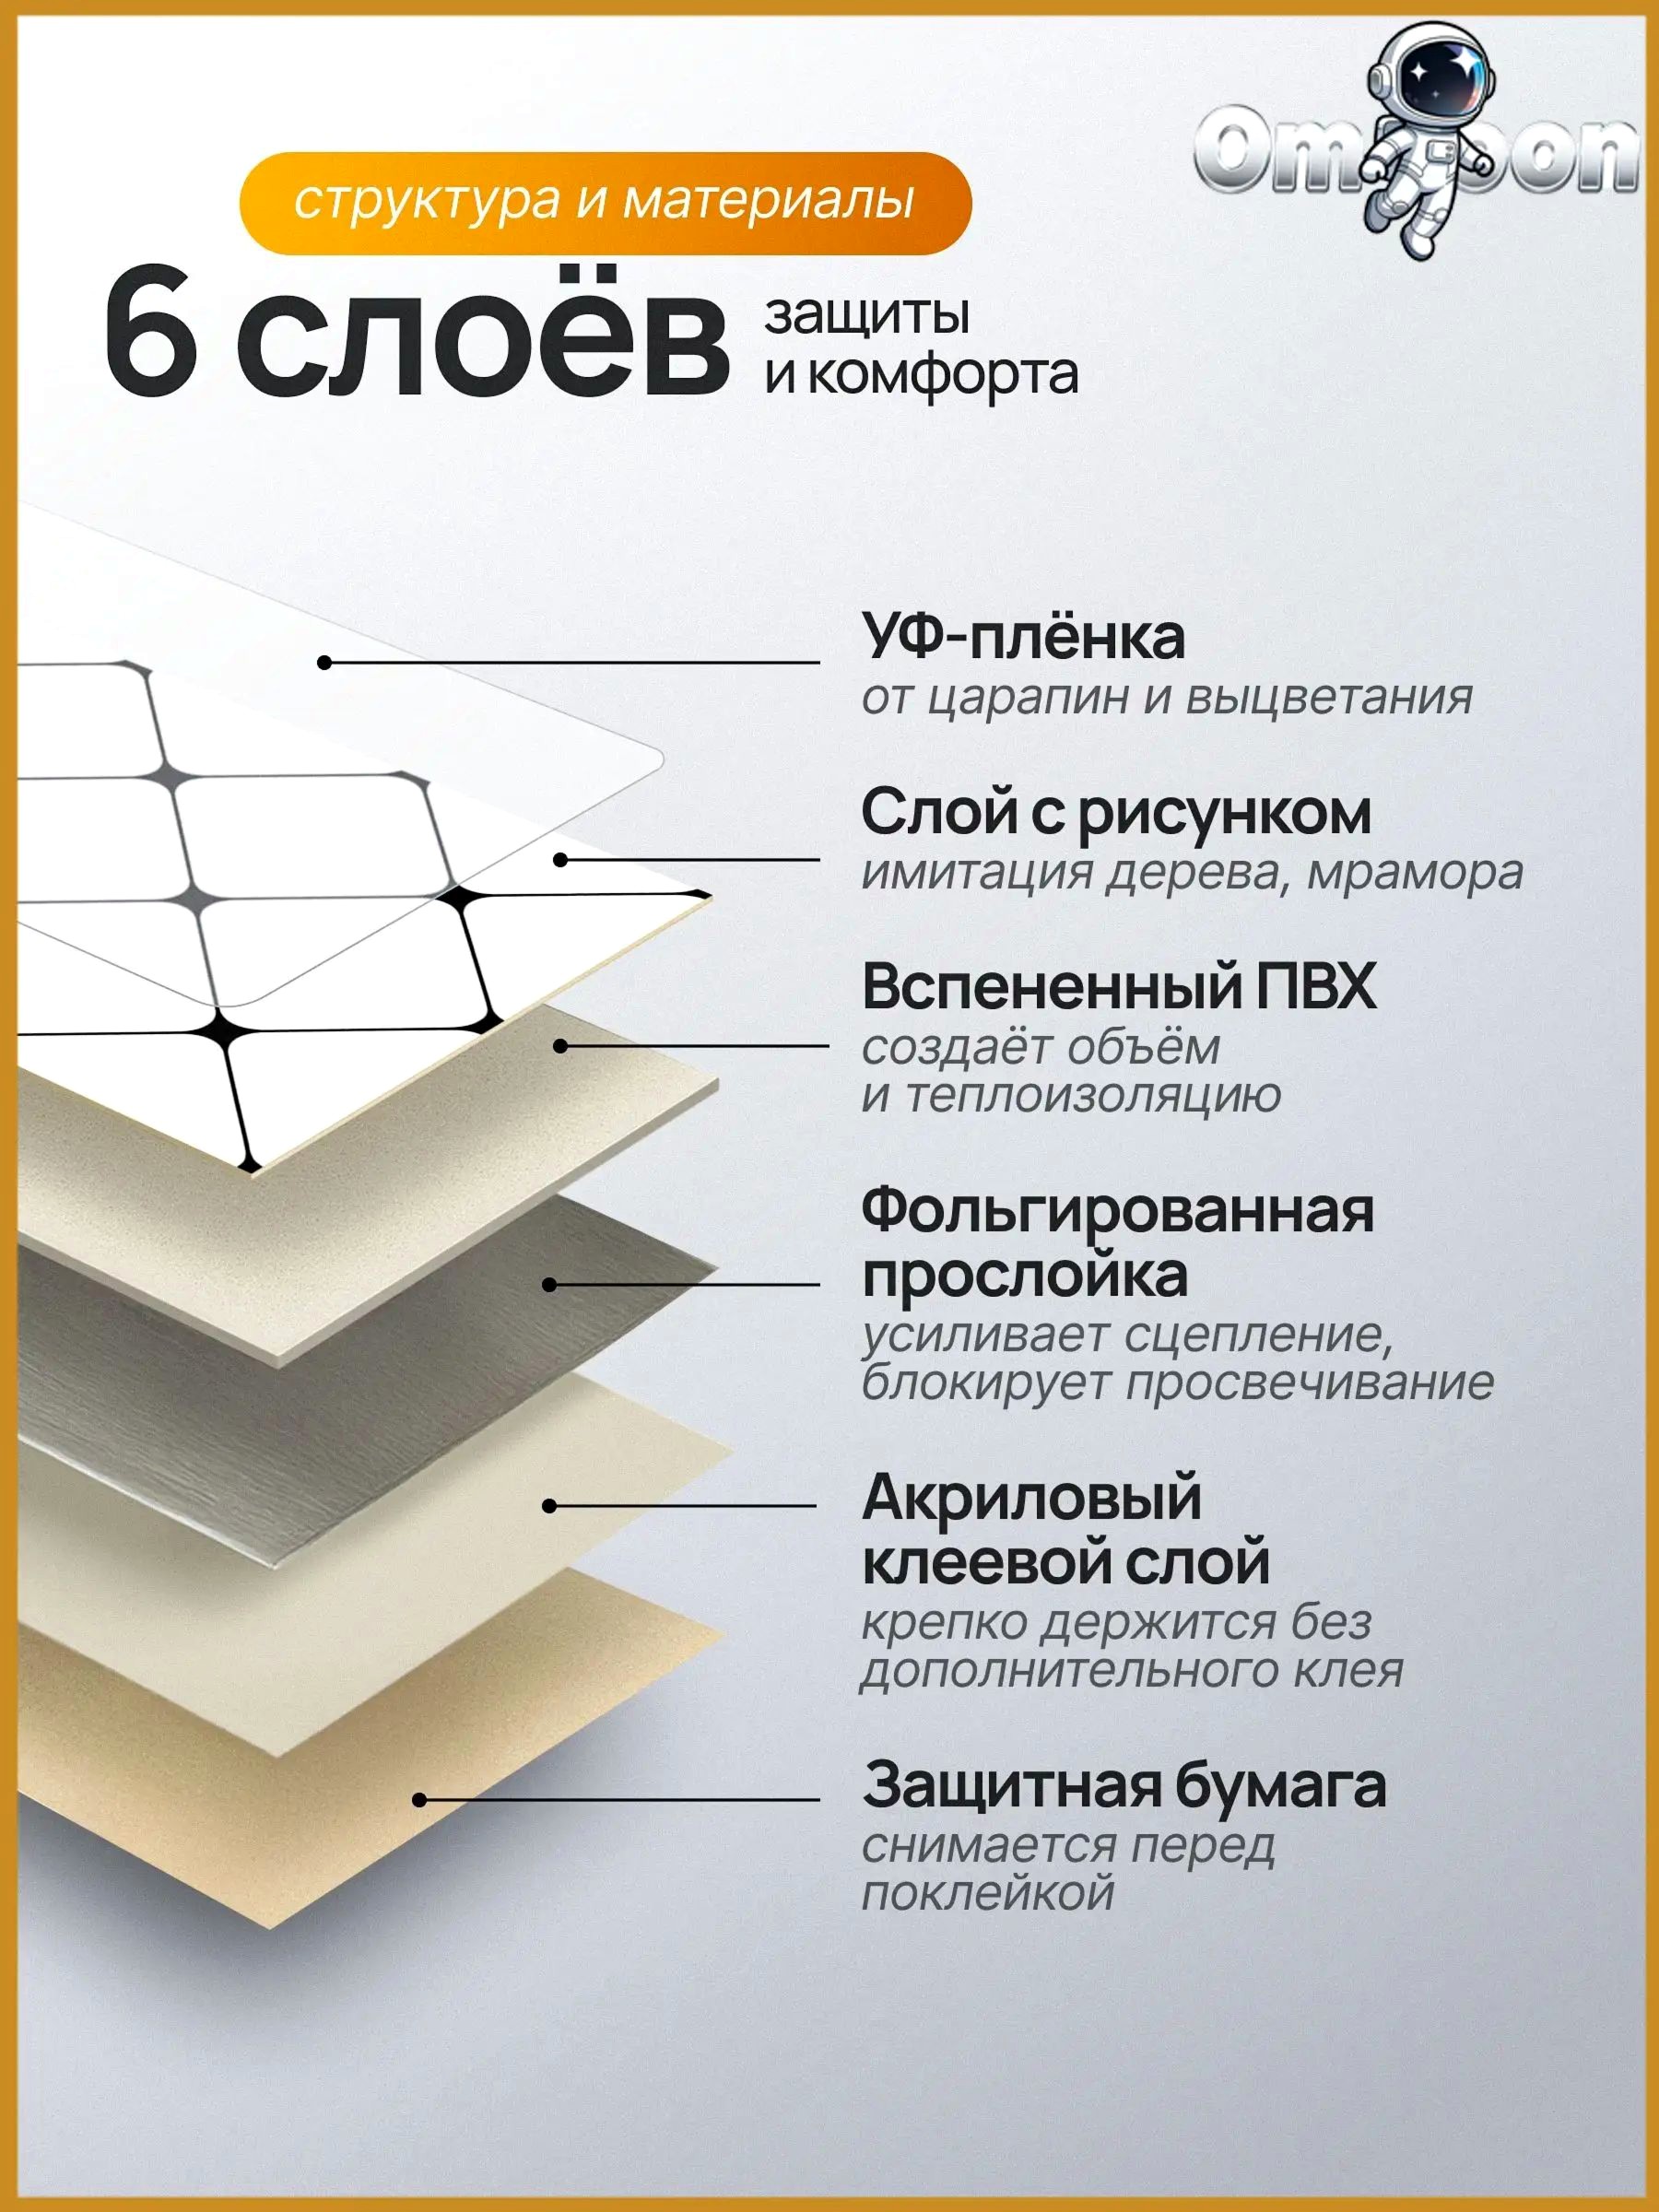 структура и материалы
6 слоёв
защиты
и комфорта
УФ-плёнка
от царапин и выцветания
Слой с рисунком
имитация дерева, мрамора
Вспененный ПВХ
создаёт объём
и теплоизоляцию
Фольгированная
прослойка
усиливает сцепление,
блокирует просвечивание
Акриловый
клеевой слой
крепко держится без
дополнительного клея
Защитная бумага
снимается перед
поклейкой